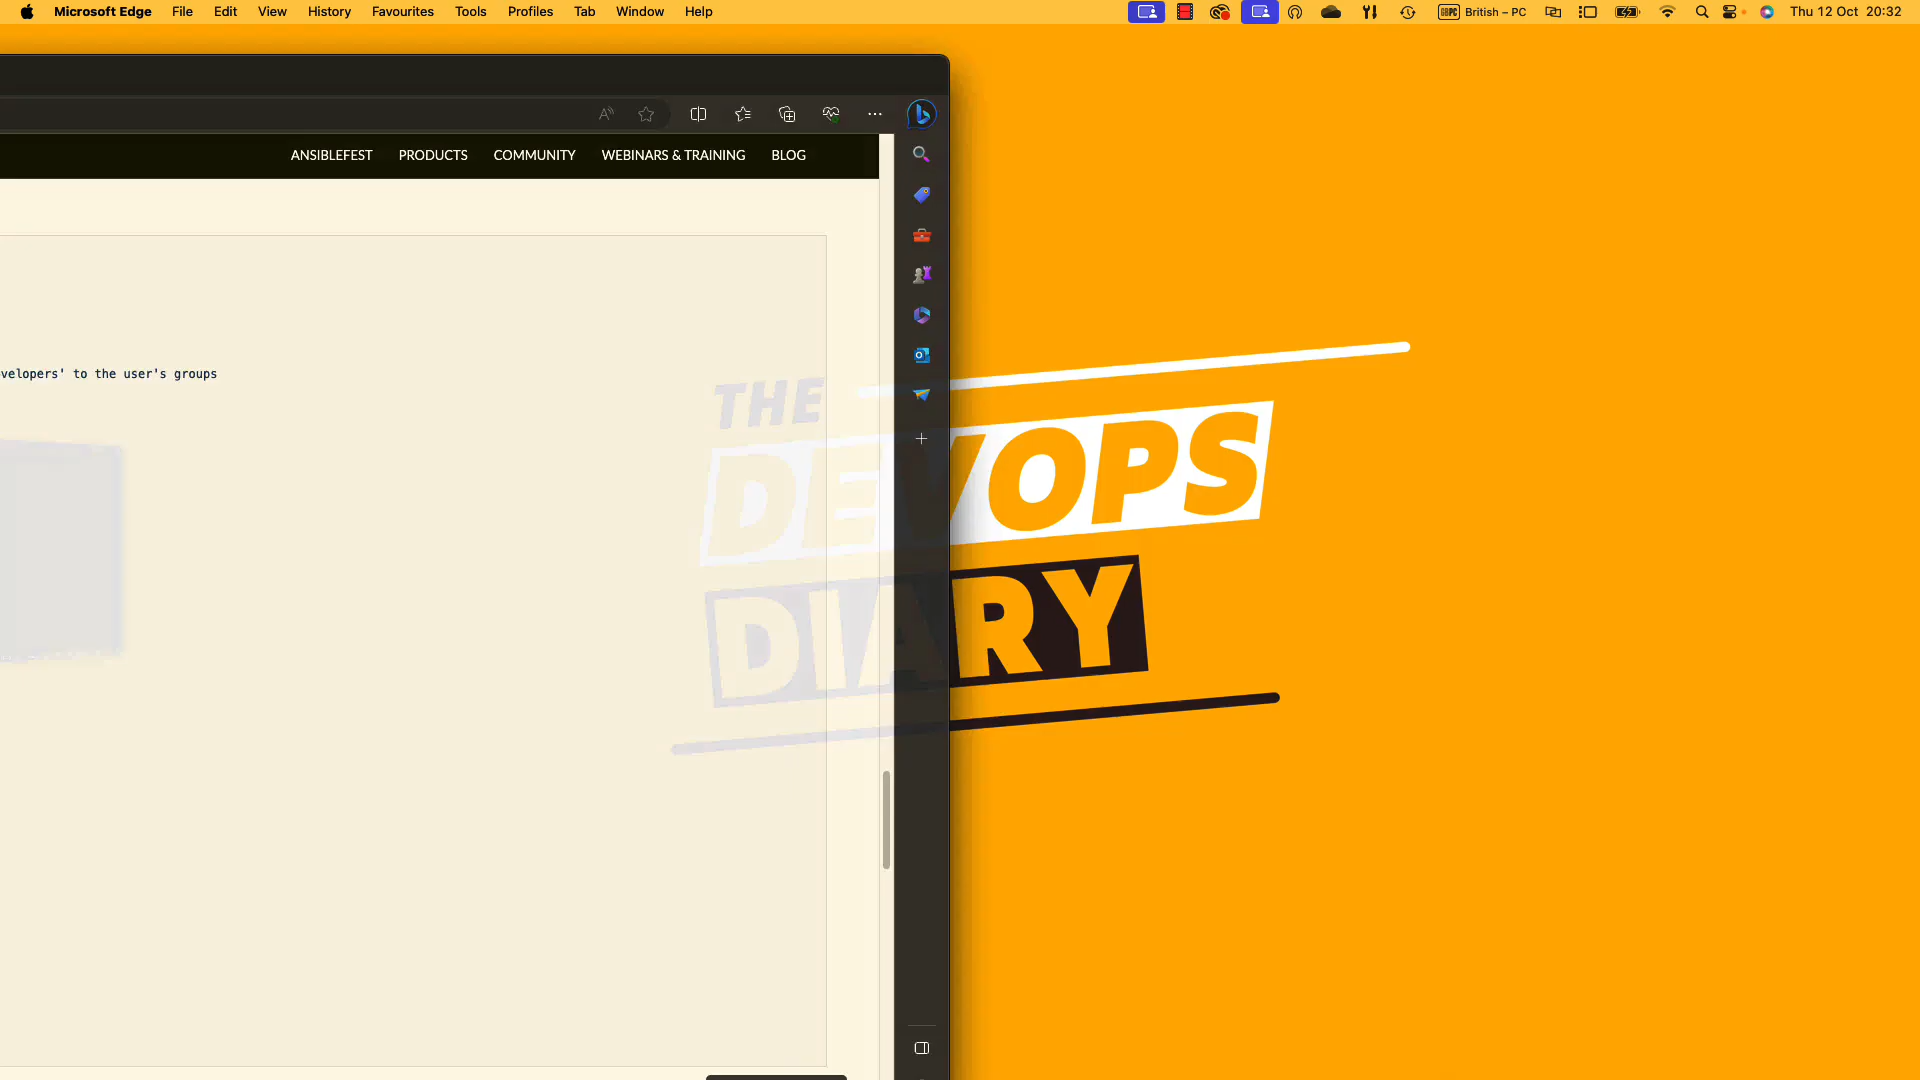 Microsoft Edge File Edit View History Favourites Tools Profiles Tab Window Help British – PC Thu 12 Oct 20:32
ANSIBLEFEST PRODUCTS COMMUNITY WEBINARS & TRAINING BLOG
velopers' to the user's groups
THE
DEVOPS
DIARY